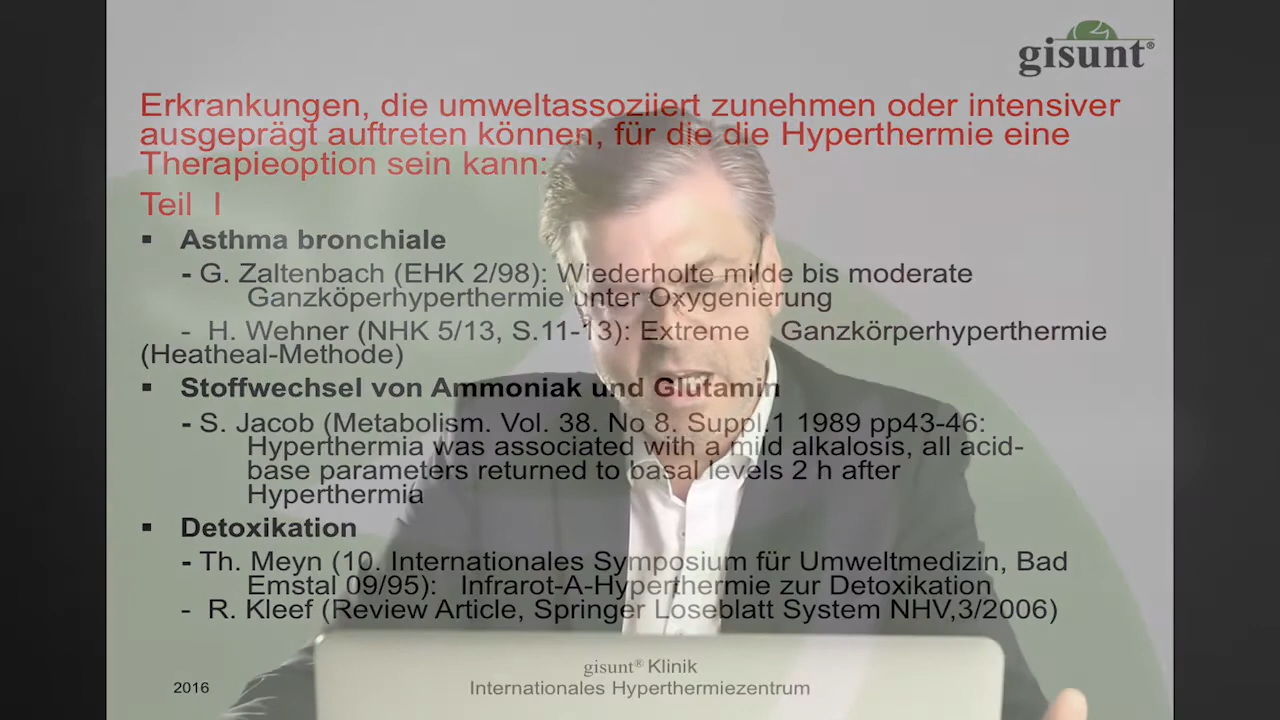 gisunt®
Erkrankungen, die umweltassoziiert zunehmen oder intensiver
ausgeprägt auftreten können, für die die Hyperthermie eine
Therapieoption sein kann:
Teil I
▪ Asthma bronchiale
- G. Zaltenbach (EHK 2/98): Wiederholte milde bis moderate
Ganzköperhyperthermie unter Oxygenierung
- H. Wehner (NHK 5/13, S.11-13): Extreme Ganzkörperhyperthermie
(Heatheal-Methode)
▪ Stoffwechsel von Ammoniak und Glutamin
- S. Jacob (Metabolism. Vol. 38. No 8. Suppl.1 1989 pp43-46:
Hyperthermia was associated with a mild alkalosis, all acid-
base parameters returned to basal levels 2 h after
Hyperthermia
▪ Detoxikation
- Th. Meyn (10. Internationales Symposium für Umweltmedizin, Bad
Emstal 09/95): Infrarot-A-Hyperthermie zur Detoxikation
- R. Kleef (Review Article, Springer Loseblatt System NHV,3/2006)
gisunt® Klinik
2016 Internationales Hyperthermiezentrum